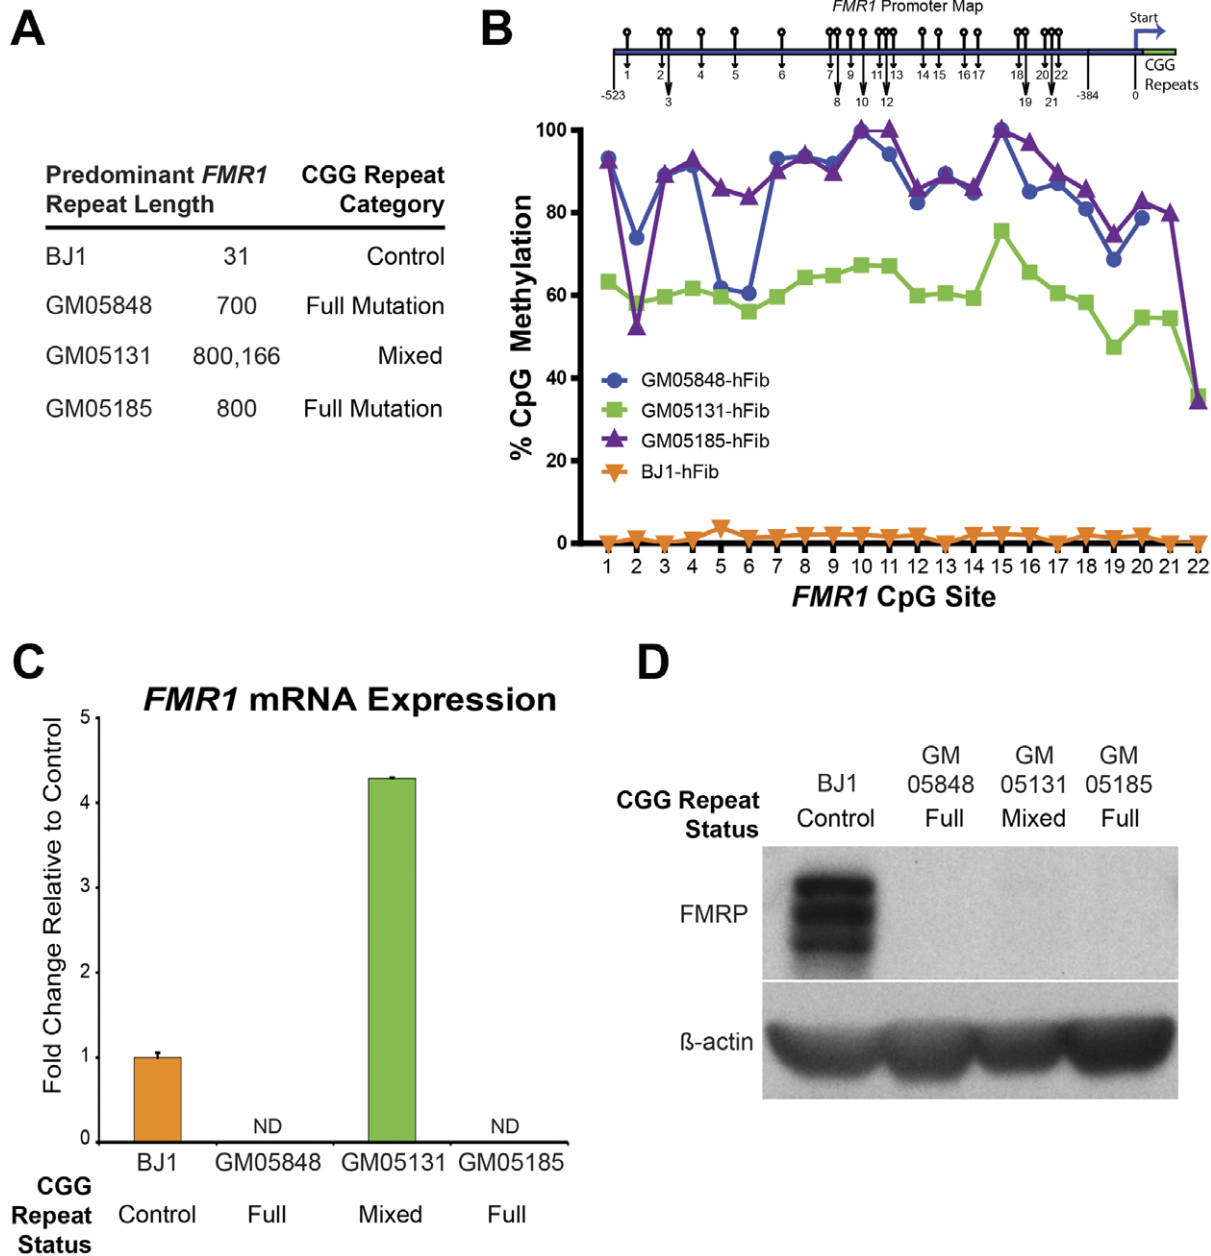 A
Predominant FMR1 CGG Repeat
Repeat Length Category
BJ1 31 Control
GM05848 700 Full Mutation
GM05131 800,166 Mixed
GM05185 800 Full Mutation
B
FMR1 Promoter Map
Start
1 2 4 5 6 7 9 11 13 14 15 16 17 18 20 22 CGG
Repeats
-523 3 8 10 12 19 21 -384 0
100
80
60
40
20
0
% CpG Methylation
GM05848-hFib
GM05131-hFib
GM05185-hFib
BJ1-hFib
1 2 3 4 5 6 7 8 9 10 11 12 13 14 15 16 17 18 19 20 21 22
FMR1 CpG Site
C
FMR1 mRNA Expression
Fold Change Relative to Control
5
4
3
2
1
0
ND ND
BJ1 GM05848 GM05131 GM05185
CGG
Repeat
Status
Control Full Mixed Full
D
GM GM GM
BJ1 05848 05131 05185
CGG Repeat
Status
Control Full Mixed Full
FMRP
ß-actin